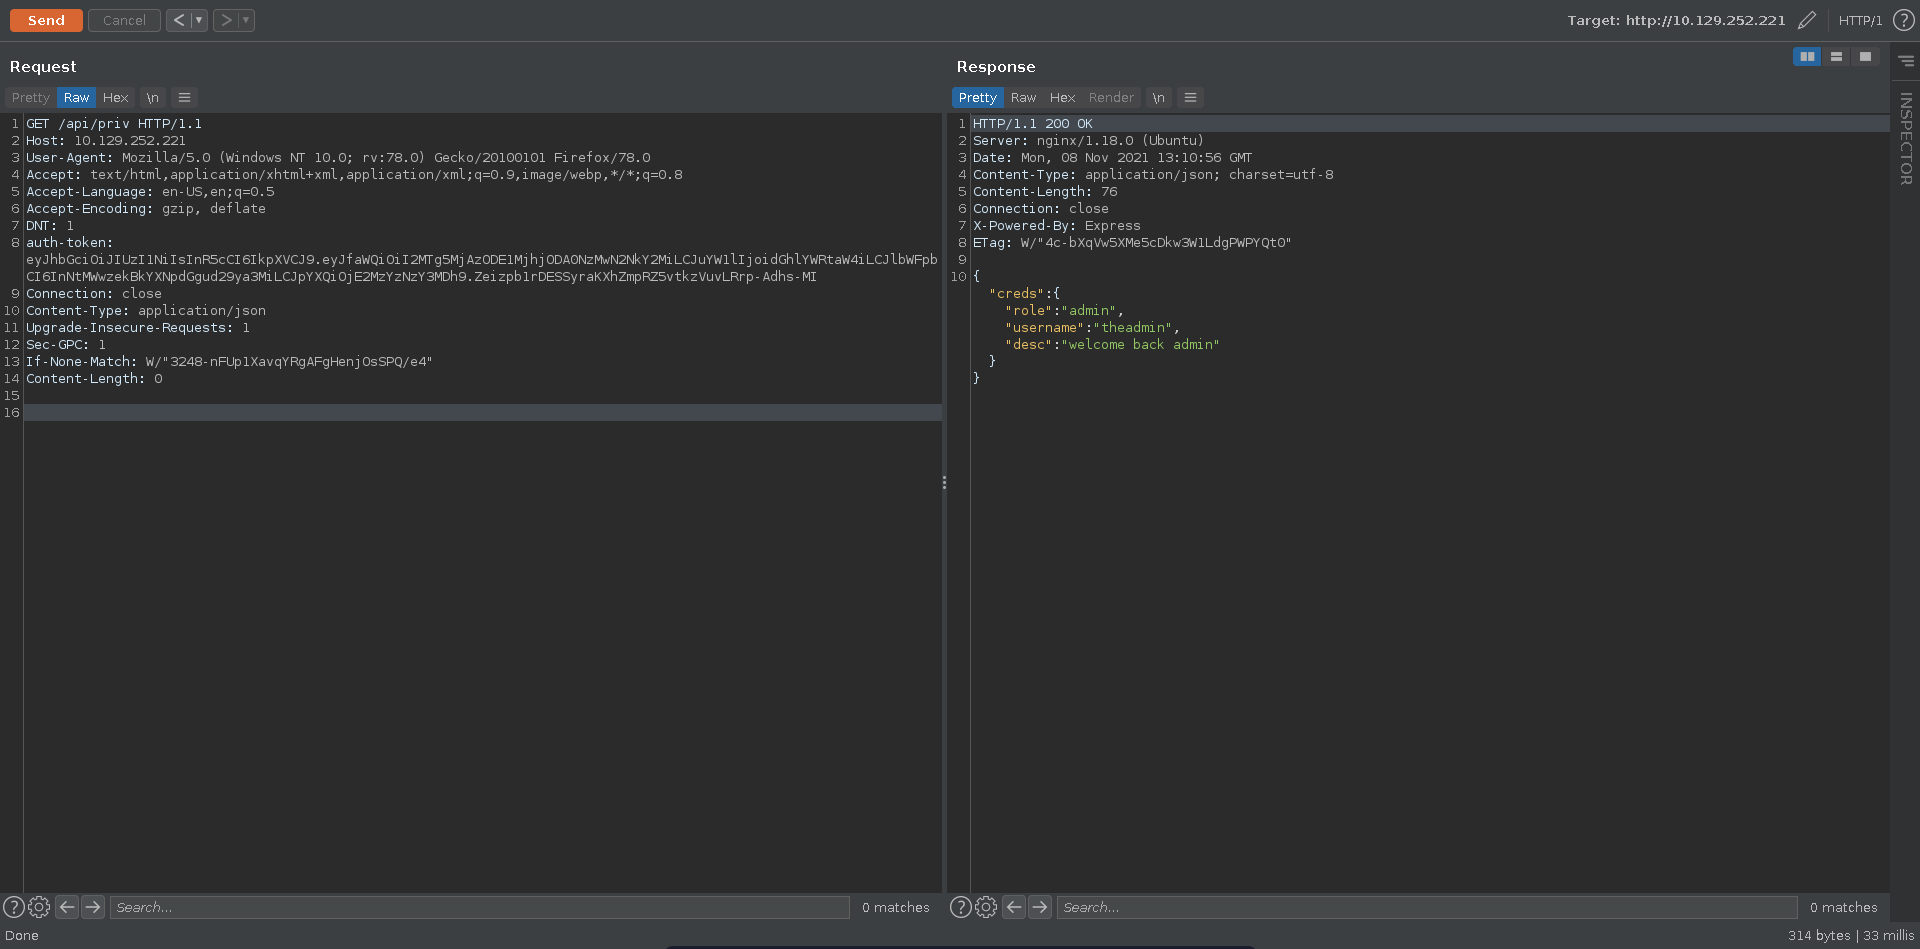 Send
Cancel
<
>
Target: http://10.129.252.221
HTTP/1
?
Request
Pretty
Raw
Hex
\n
1 GET /api/priv HTTP/1.1
2 Host: 10.129.252.221
3 User-Agent: Mozilla/5.0 (Windows NT 10.0; rv:78.0) Gecko/20100101 Firefox/78.0
4 Accept: text/html,application/xhtml+xml,application/xml;q=0.9,image/webp,*/*;q=0.8
5 Accept-Language: en-US,en;q=0.5
6 Accept-Encoding: gzip, deflate
7 DNT: 1
8 auth-token:
eyJhbGciOiJIUzI1NiIsInR5cCI6IkpXVCJ9.eyJfaWQiOiI2MTg5MjAzODE1MjhjODA0NzMwN2NkY2MiLCJuYW1lIjoidGhlYWRtaW4iLCJlbWFpb
CI6InNtMWwzekBkYXNpdGgud29ya3MiLCJpYXQiOjE2MzYzNzY3MDh9.Zeizpb1rDESSyraKXhZmpRZ5vtkzVuvLRrp-Adhs-MI
9 Connection: close
10 Content-Type: application/json
11 Upgrade-Insecure-Requests: 1
12 Sec-GPC: 1
13 If-None-Match: W/"3248-nFUp1XavqYRgAFgHenjOsSPQ/e4"
14 Content-Length: 0
15
16
Response
Pretty
Raw
Hex
Render
\n
1 HTTP/1.1 200 OK
2 Server: nginx/1.18.0 (Ubuntu)
3 Date: Mon, 08 Nov 2021 13:10:56 GMT
4 Content-Type: application/json; charset=utf-8
5 Content-Length: 76
6 Connection: close
7 X-Powered-By: Express
8 ETag: W/"4c-bXqVw5XMe5cDkw3W1LdgPWPYQt0"
9
10 {
"creds":{
"role":"admin",
"username":"theadmin",
"desc":"welcome back admin"
}
}
INSPECTOR
?
Search...
0 matches
?
Search...
0 matches
Done
314 bytes | 33 millis